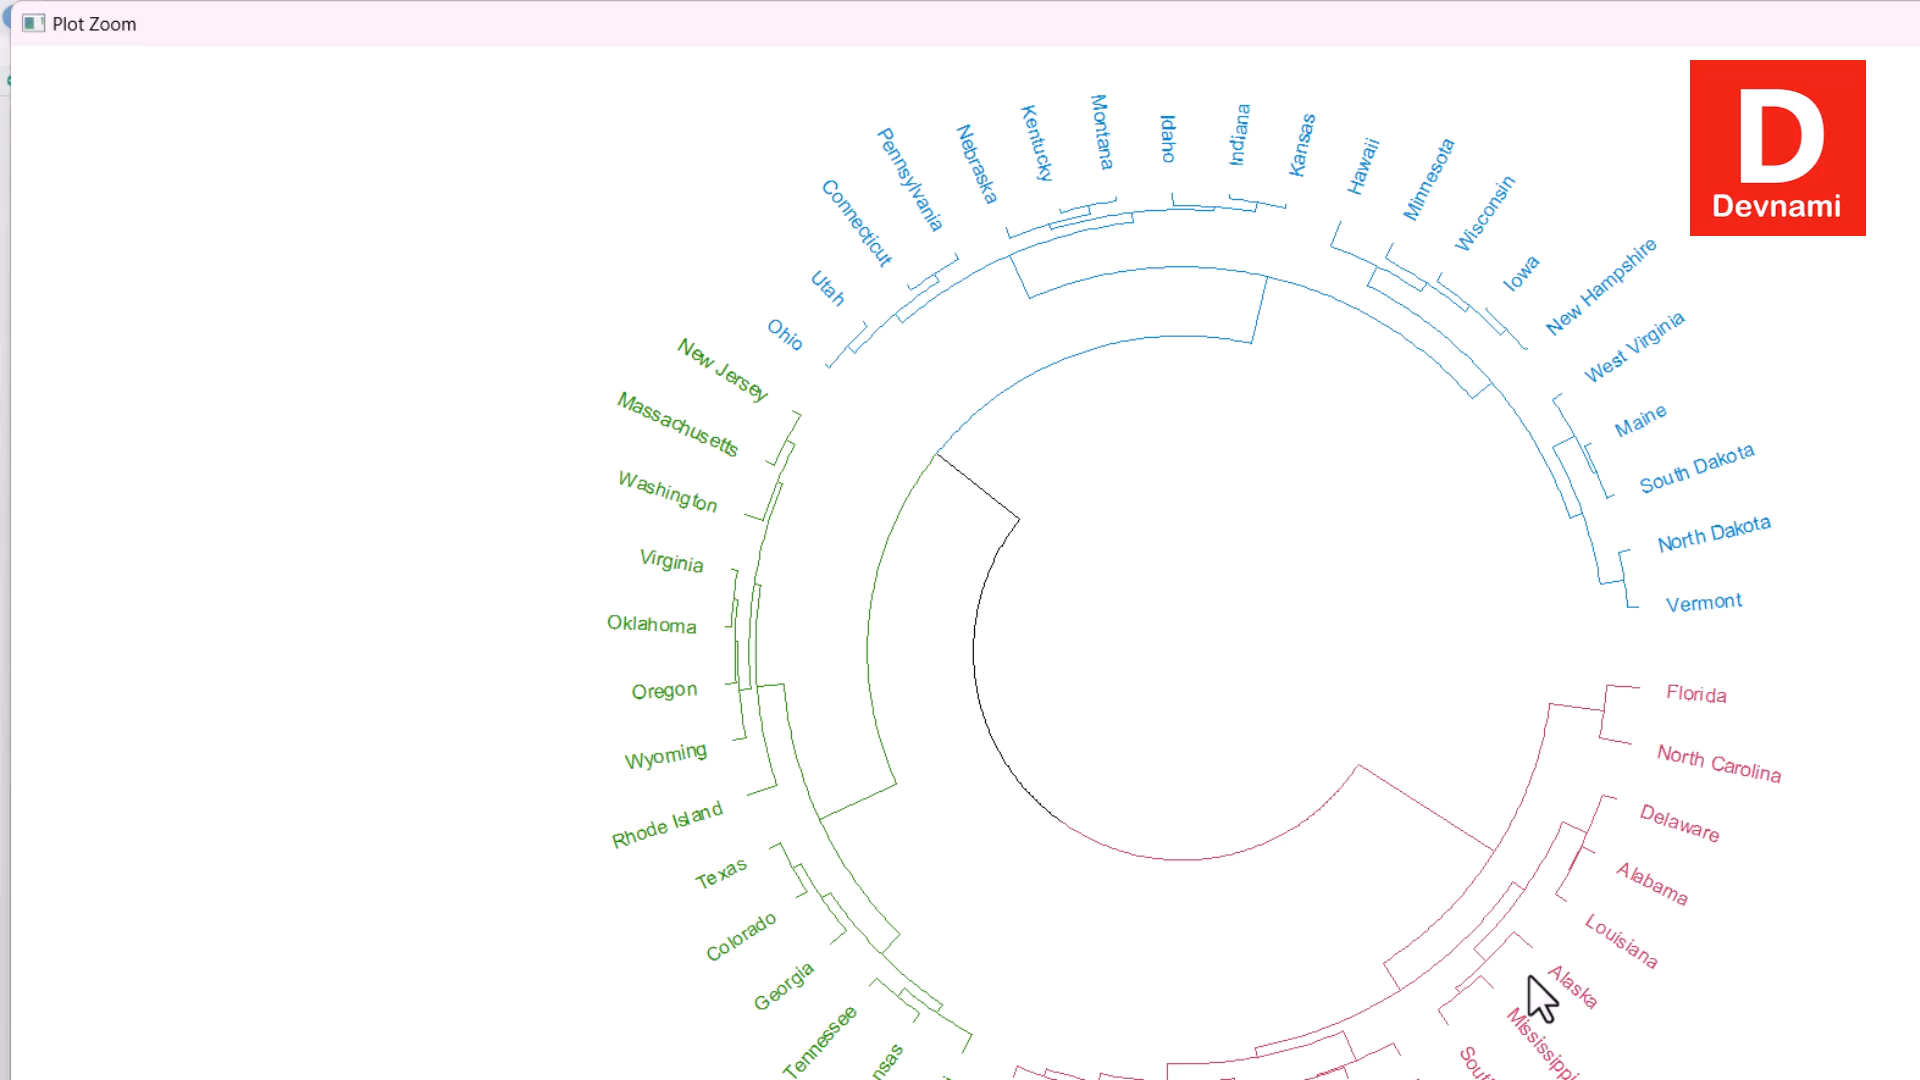 Plot Zoom
D
Devnami
Montana
Kentucky
Idaho
Indiana
Kansas
Nebraska
Pennsylvania
Hawaii
Minnesota
Wisconsin
Connecticut
Iowa
New Hampshire
Utah
Ohio
West Virginia
New Jersey
Massachusetts
Maine
South Dakota
Washington
North Dakota
Virginia
Vermont
Oklahoma
Oregon
Florida
Wyoming
North Carolina
Rhode Island
Delaware
Texas
Alabama
Colorado
Louisiana
Georgia
Alaska
Tennessee
Mississippi